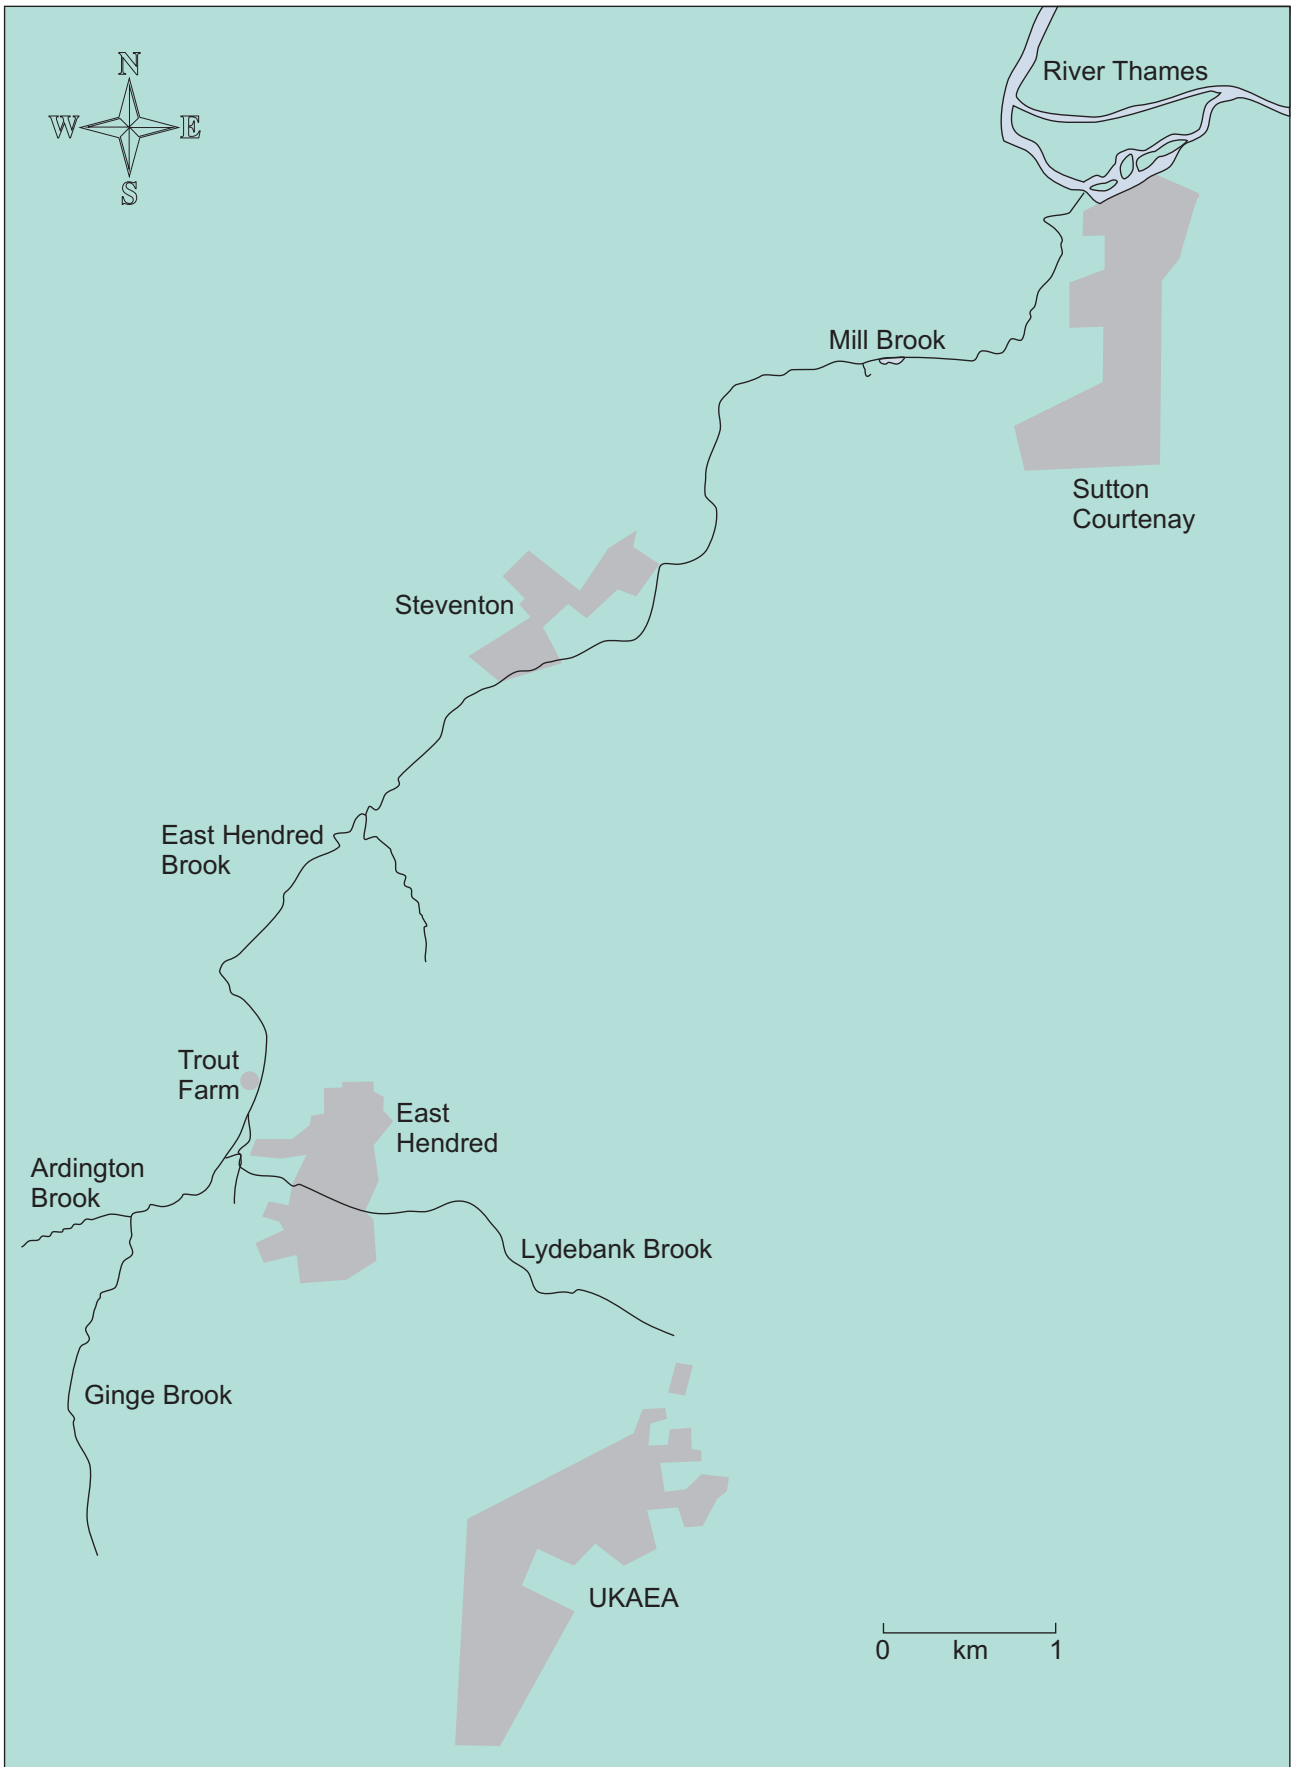 N
River Thames
W
E
S
Mill Brook
Sutton
Courtenay
Steventon
East Hendred
Brook
Trout
Farm
East
Hendred
Ardington
Brook
Lydebank Brook
Ginge Brook
UKAEA
0 km 1